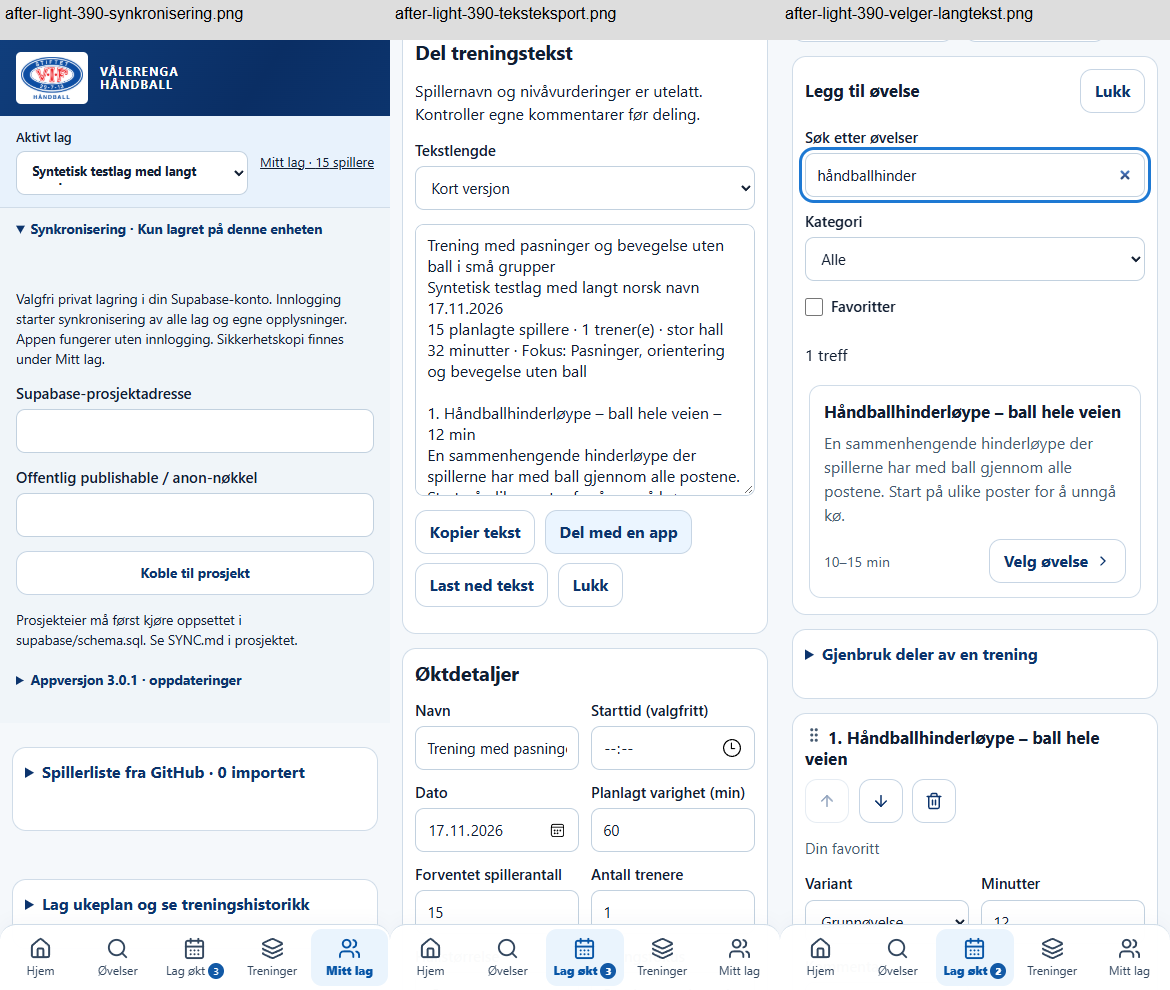 after-light-390-synkronisering.png
STIFTET
VIF
29-7-13
HÅNDBALL
VÅLERENGA
HÅNDBALL
Aktivt lag
Syntetisk testlag med langt
Mitt lag · 15 spillere
▼ Synkronisering · Kun lagret på denne enheten
Valgfri privat lagring i din Supabase-konto. Innlogging
starter synkronisering av alle lag og egne opplysninger.
Appen fungerer uten innlogging. Sikkerhetskopi finnes
under Mitt lag.
Supabase-prosjektadresse
Offentlig publishable / anon-nøkkel
Koble til prosjekt
Prosjekteier må først kjøre oppsettet i
supabase/schema.sql. Se SYNC.md i prosjektet.
▶ Appversjon 3.0.1 · oppdateringer
▶ Spillerliste fra GitHub · 0 importert
▶ Lag ukeplan og se treningshistorikk
Hjem
Øvelser
Lag økt 3
Treninger
Mitt lag
after-light-390-teksteksport.png
Del treningstekst
Spillernavn og nivåvurderinger er utelatt.
Kontroller egne kommentarer før deling.
Tekstlengde
Kort versjon
Trening med pasninger og bevegelse uten
ball i små grupper
Syntetisk testlag med langt norsk navn
17.11.2026
15 planlagte spillere · 1 trener(e) · stor hall
32 minutter · Fokus: Pasninger, orientering
og bevegelse uten ball
1. Håndballhinderløype – ball hele veien –
12 min
En sammenhengende hinderløype der
spillerne har med ball gjennom alle postene.
Kopier tekst
Del med en app
Last ned tekst
Lukk
Øktdetaljer
Navn
Starttid (valgfritt)
Trening med pasning
--:--
Dato
Planlagt varighet (min)
17.11.2026
60
Forventet spillerantall
Antall trenere
15
1
Hjem
Øvelser
Lag økt 3
Treninger
Mitt lag
after-light-390-velger-langtekst.png
Legg til øvelse
Lukk
Søk etter øvelser
håndballhinder
Kategori
Alle
Favoritter
1 treff
Håndballhinderløype – ball hele veien
En sammenhengende hinderløype der
spillerne har med ball gjennom alle
postene. Start på ulike poster for å unngå
kø.
10–15 min
Velg øvelse
▶ Gjenbruk deler av en trening
1. Håndballhinderløype – ball hele
veien
Din favoritt
Variant
Minutter
Grunnøvelse
12
Hjem
Øvelser
Lag økt 2
Treninger
Mitt lag